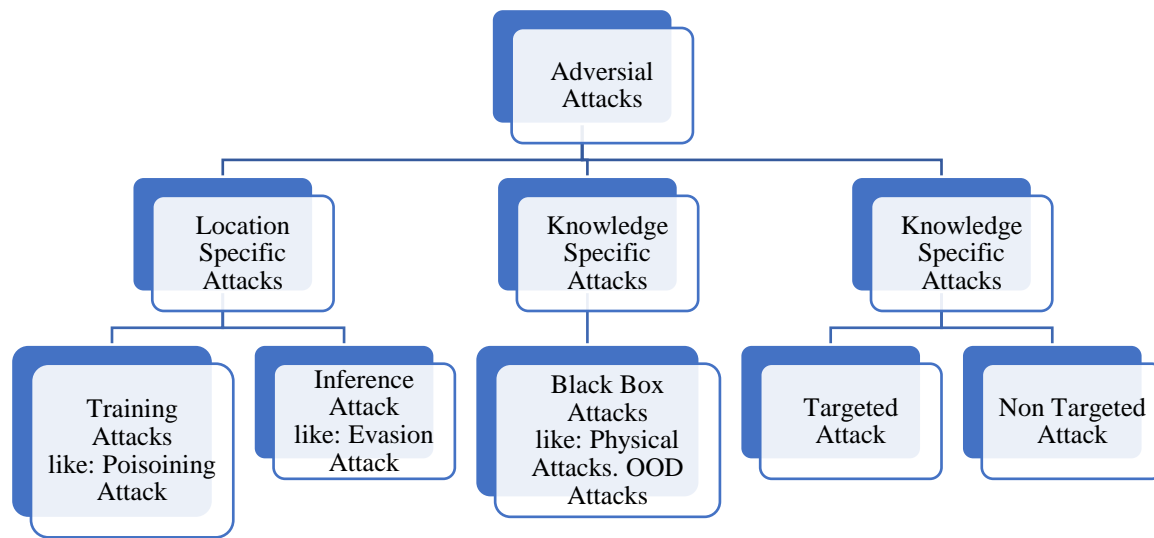 Adversial
Attacks
Location
Specific
Attacks
Knowledge
Specific
Attacks
Knowledge
Specific
Attacks
Training
Attacks
like: Poisoining
Attack
Inference
Attack
like: Evasion
Attack
Black Box
Attacks
like: Physical
Attacks. OOD
Attacks
Targeted
Attack
Non Targeted
Attack